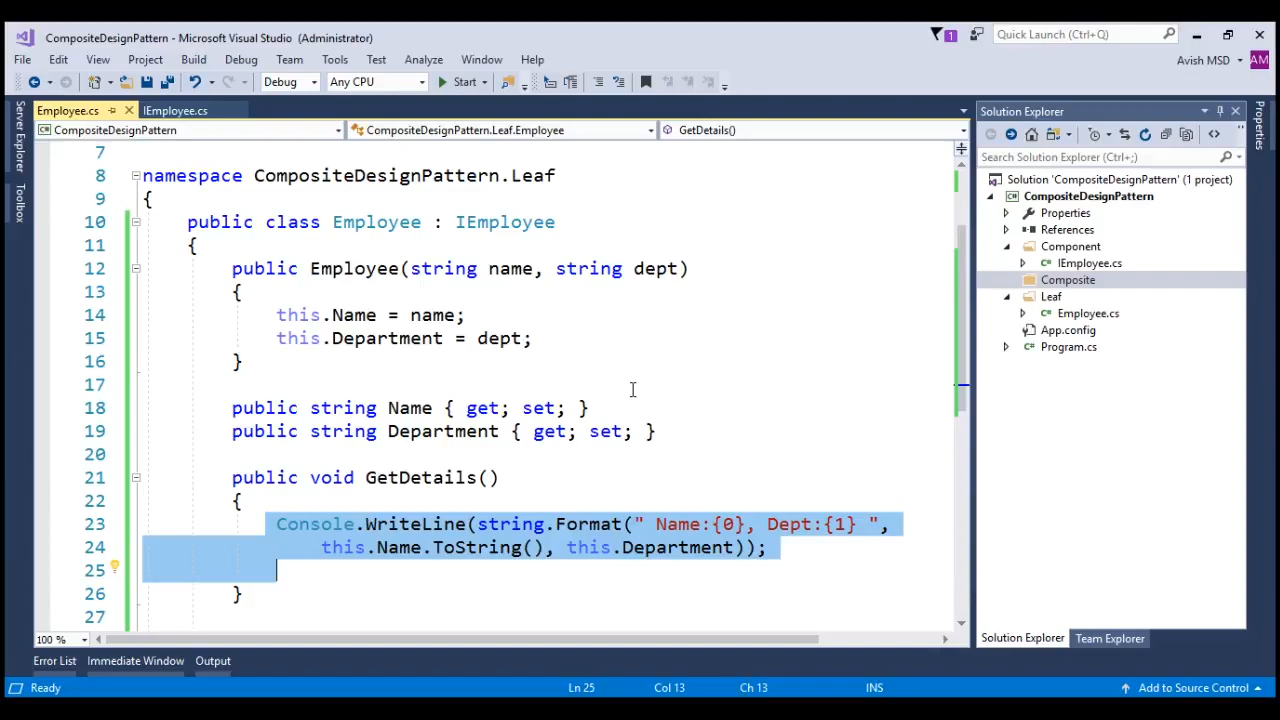 CompositeDesignPattern - Microsoft Visual Studio (Administrator)
1
Quick Launch (Ctrl+Q)
File Edit View Project Build Debug Team Tools Test Analyze Window Help
Avish MSD AM
Debug Any CPU Start
Server Explorer
Toolbox
Employee.cs IEmployee.cs
CompositeDesignPattern CompositeDesignPattern.Leaf.Employee GetDetails()
7
8 namespace CompositeDesignPattern.Leaf
9 {
10 public class Employee : IEmployee
11 {
12 public Employee(string name, string dept)
13 {
14 this.Name = name;
15 this.Department = dept;
16 }
17
18 public string Name { get; set; }
19 public string Department { get; set; }
20
21 public void GetDetails()
22 {
23 Console.WriteLine(string.Format(" Name:{0}, Dept:{1} ",
24 this.Name.ToString(), this.Department));
25
26 }
27
100 %
Solution Explorer
Search Solution Explorer (Ctrl+;)
Solution 'CompositeDesignPattern' (1 project)
CompositeDesignPattern
Properties
References
Component
IEmployee.cs
Composite
Leaf
Employee.cs
App.config
Program.cs
Solution Explorer Team Explorer
Properties
Error List Immediate Window Output
Ready Ln 25 Col 13 Ch 13 INS Add to Source Control